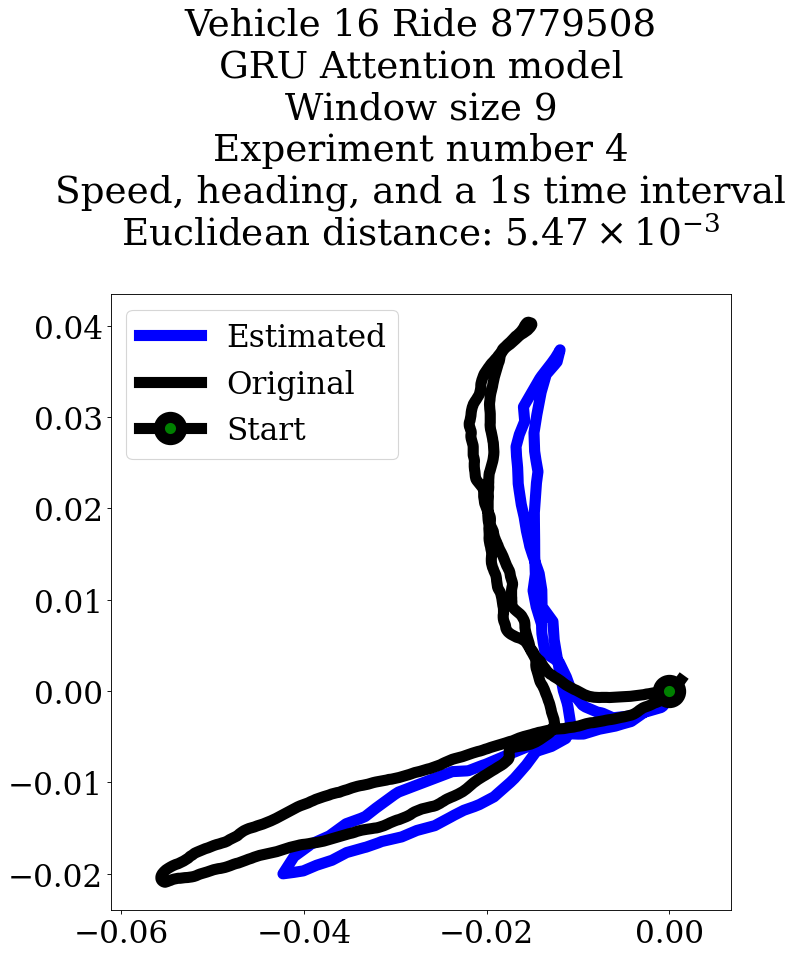 Vehicle 16 Ride 8779508
GRU Attention model
Window size 9
Experiment number 4
Speed, heading, and a 1s time interval
Euclidean distance: 5.47 × 10⁻³
Estimated
Original
Start
0.04
0.03
0.02
0.01
0.00
−0.01
−0.02
−0.06 −0.04 −0.02 0.00